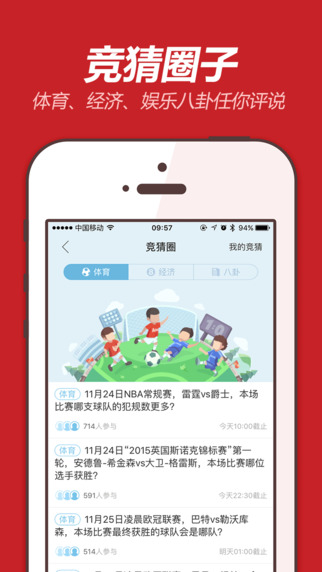 竞猜圈子
体育、经济、娱乐八卦任你评说
中国移动 09:57 94%
竞猜圈 我的竞猜
体育 经济 八卦
体育 11月24日NBA常规赛，雷霆vs爵士，本场
比赛哪支球队的犯规数更多？
714人参与 今天10:00截止
体育 11月24日“2015英国斯诺克锦标赛”第一
轮，安德鲁-希金森vs大卫-格雷斯，本场比赛哪位
选手获胜？
591人参与 今天22:30截止
体育 11月25日凌晨欧冠联赛，巴特vs勒沃库
森，本场比赛最终获胜的球队会是哪队？
514人参与 明天01:00截止